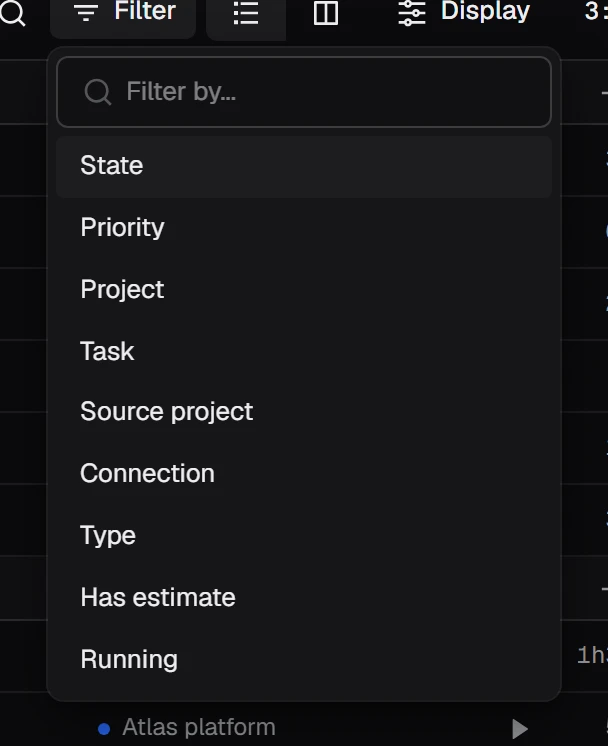 Filter
Display
Filter by...
State
Priority
Project
Task
Source project
Connection
Type
Has estimate
Running
Atlas platform